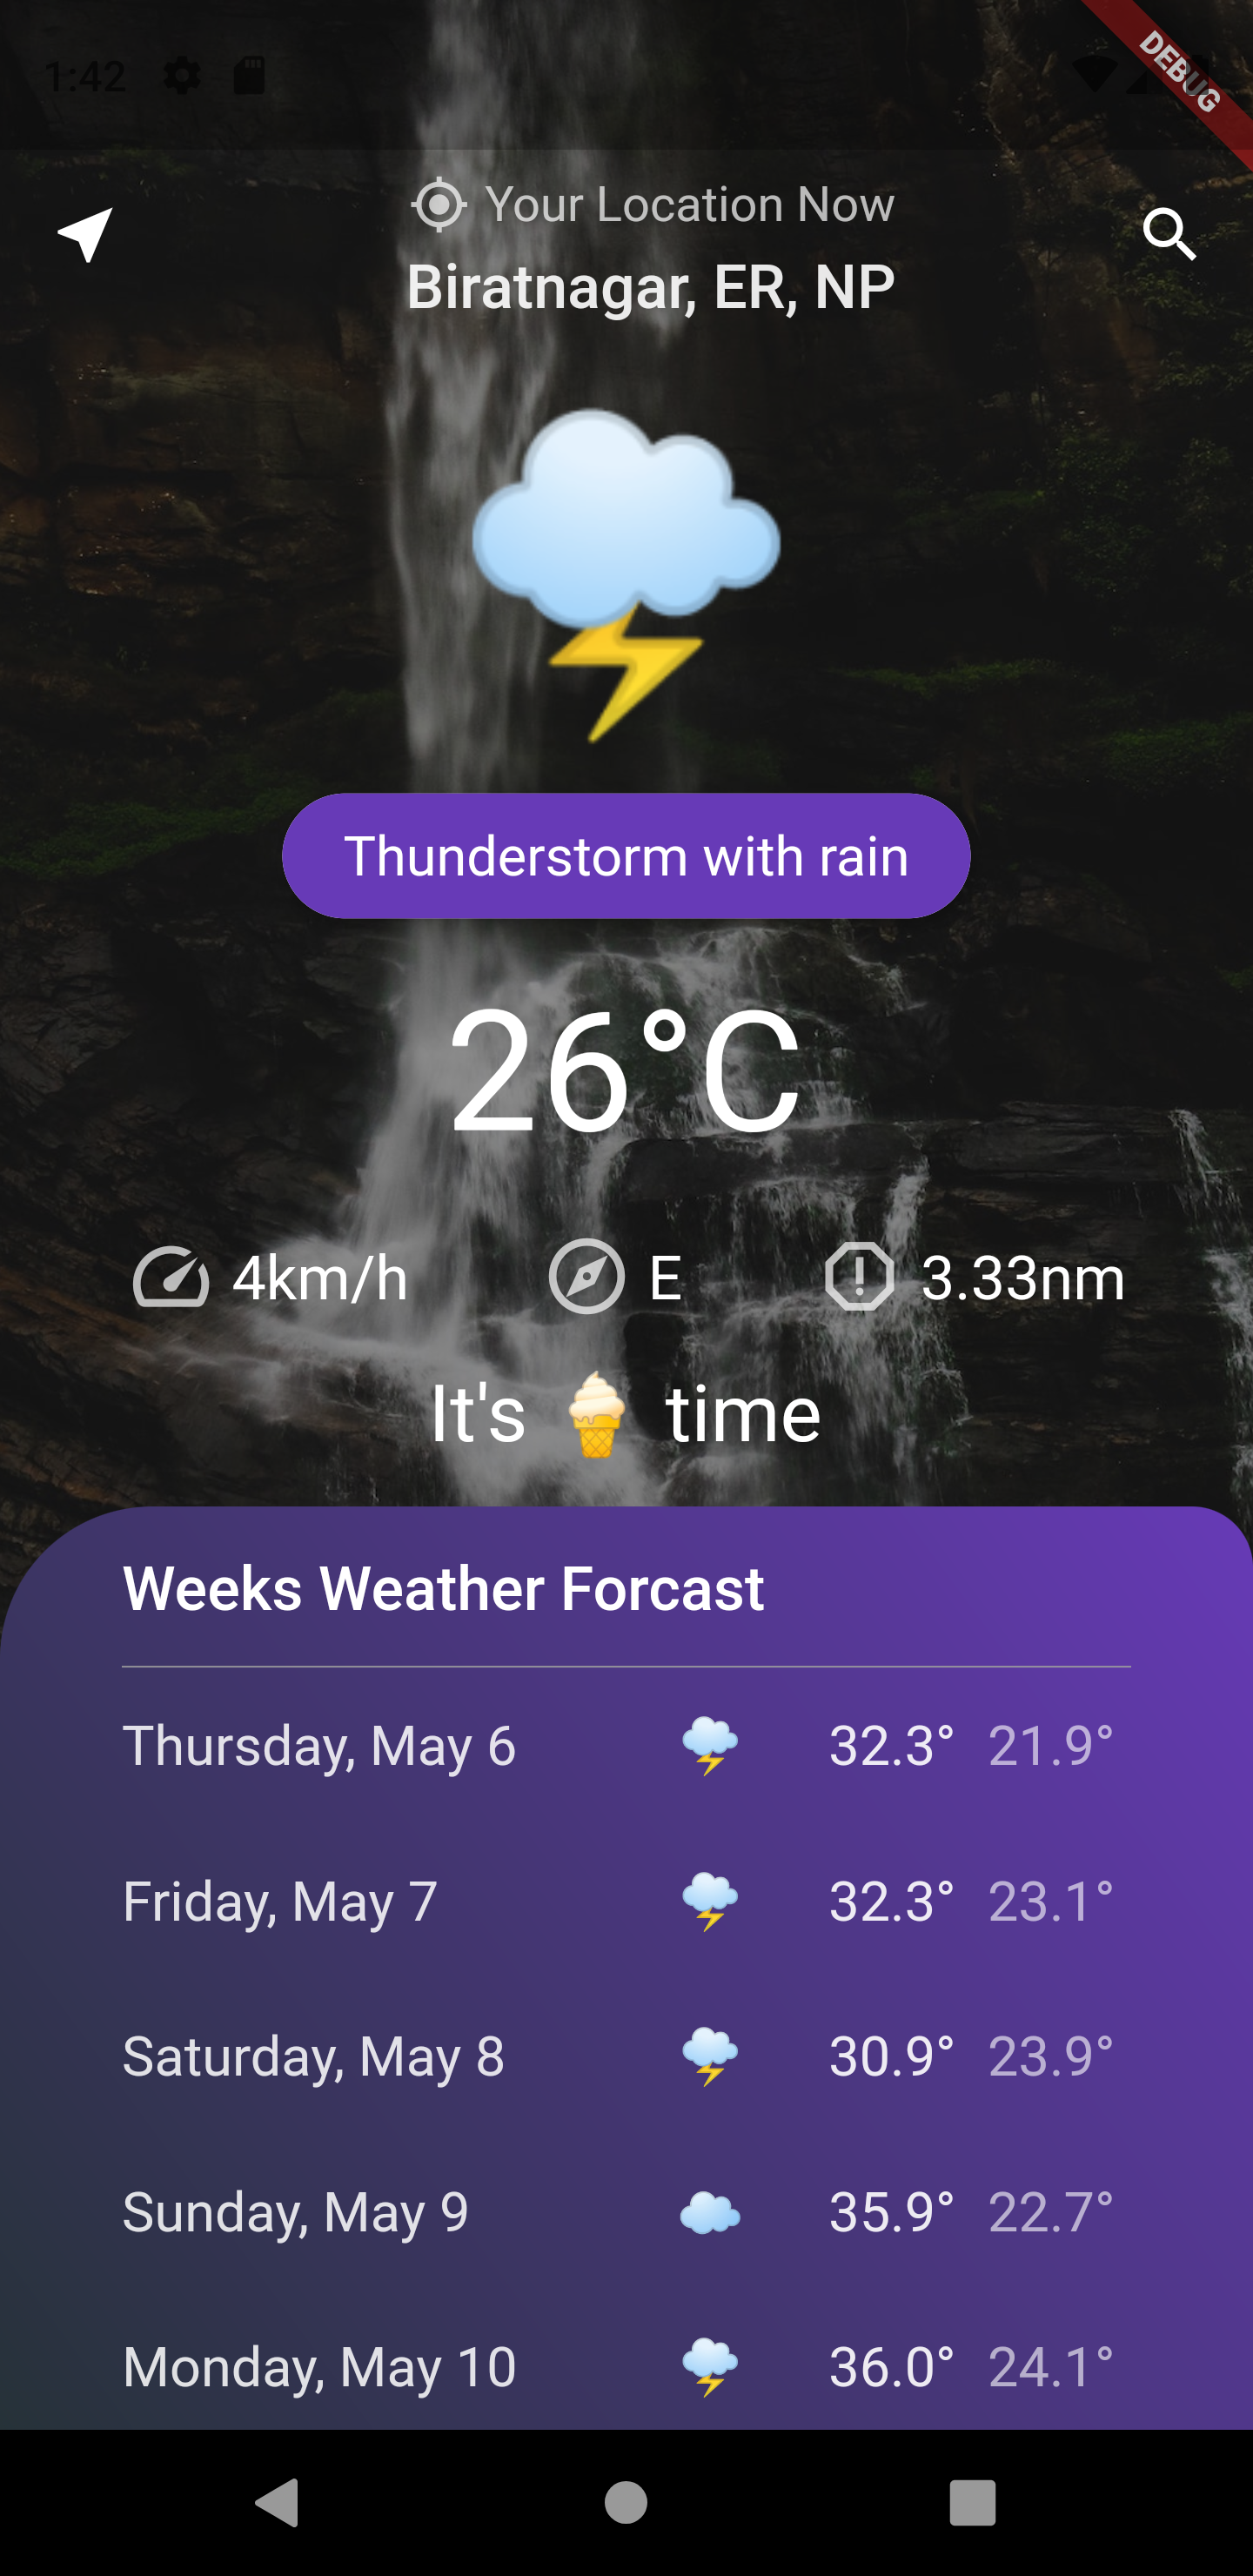 1:42
DEBUG
Your Location Now
Biratnagar, ER, NP
Thunderstorm with rain
26°C
4km/h E 3.33nm
It's 🍦 time
Weeks Weather Forcast
Thursday, May 6 32.3° 21.9°
Friday, May 7 32.3° 23.1°
Saturday, May 8 30.9° 23.9°
Sunday, May 9 35.9° 22.7°
Monday, May 10 36.0° 24.1°